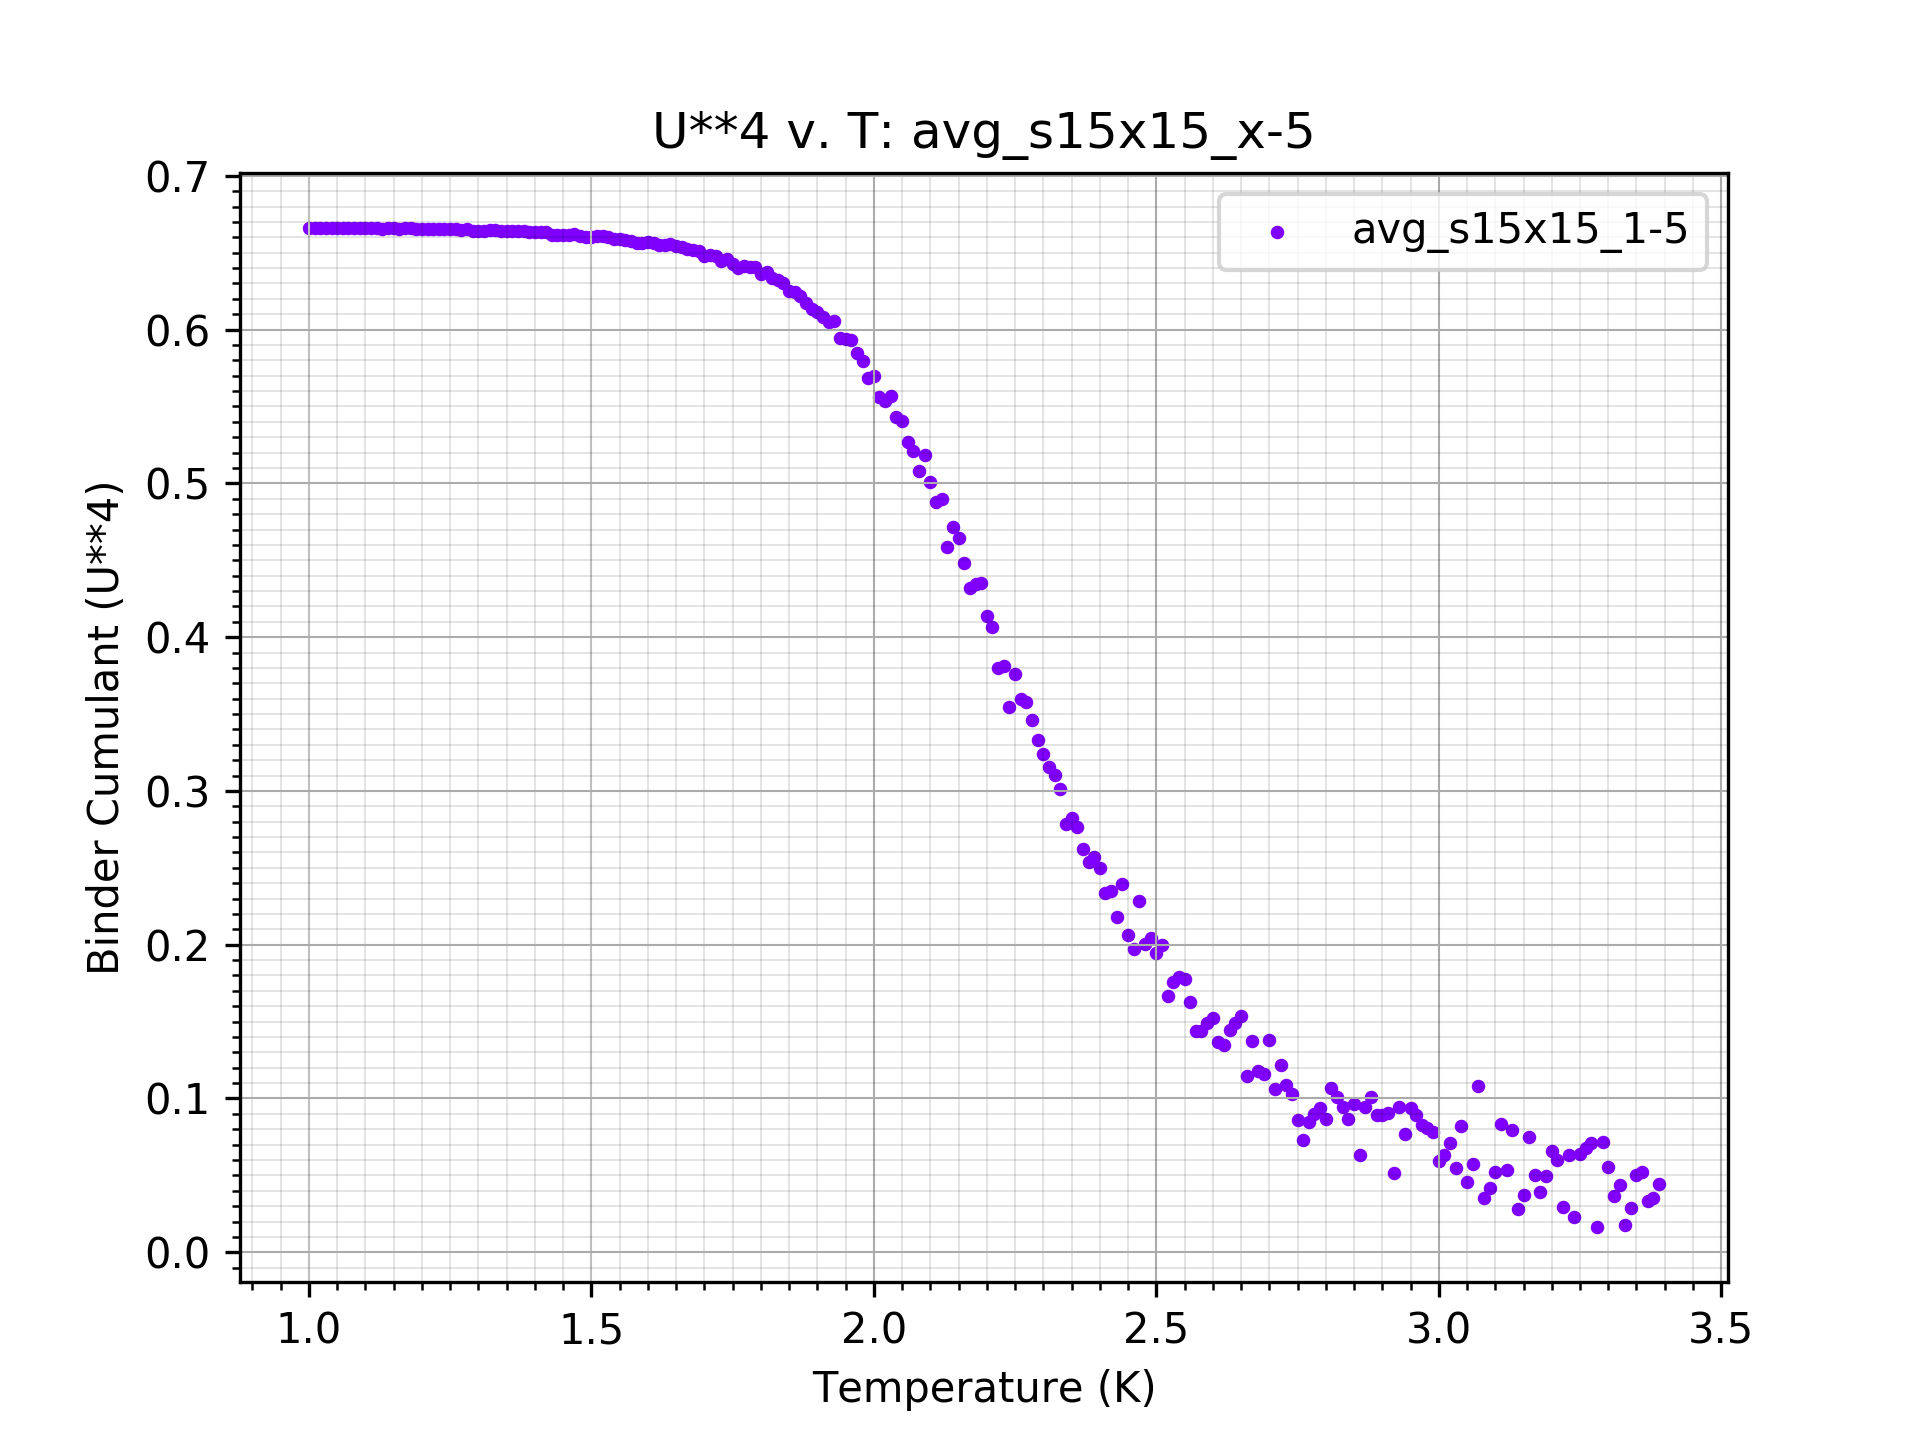 U**4 v. T: avg_s15x15_x-5
avg_s15x15_1-5
Binder Cumulant (U**4)
0.7
0.6
0.5
0.4
0.3
0.2
0.1
0.0
1.0 1.5 2.0 2.5 3.0 3.5
Temperature (K)